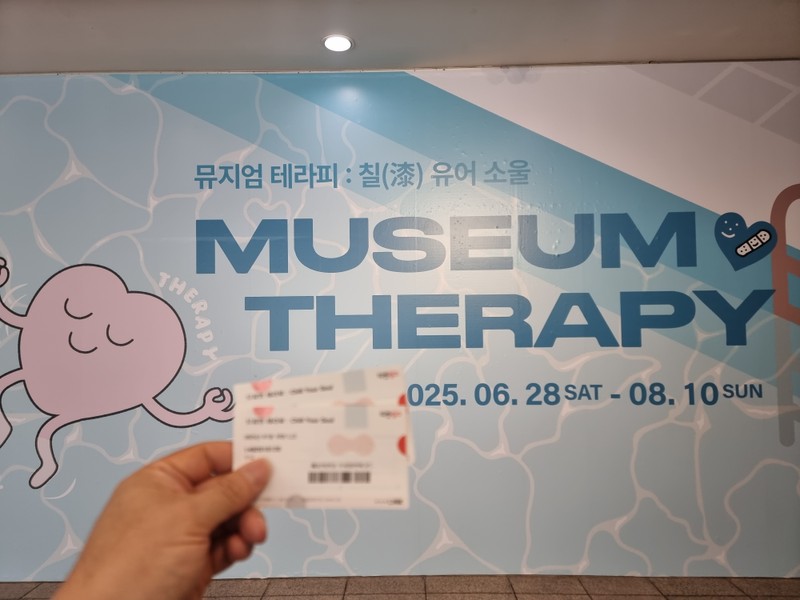 뮤지엄 테라피 : 칠(漆) 유어 소울
MUSEUM
THERAPY
THERAPY
025. 06. 28 SAT - 08. 10 SUN